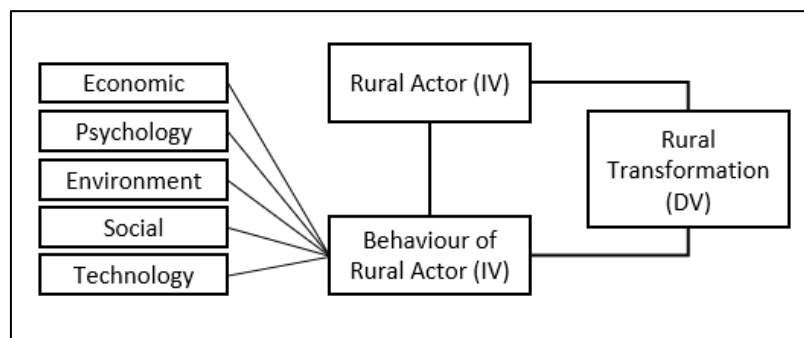 Economic
Psychology
Environment
Social
Technology
Rural Actor (IV)
Behaviour of
Rural Actor (IV)
Rural
Transformation
(DV)